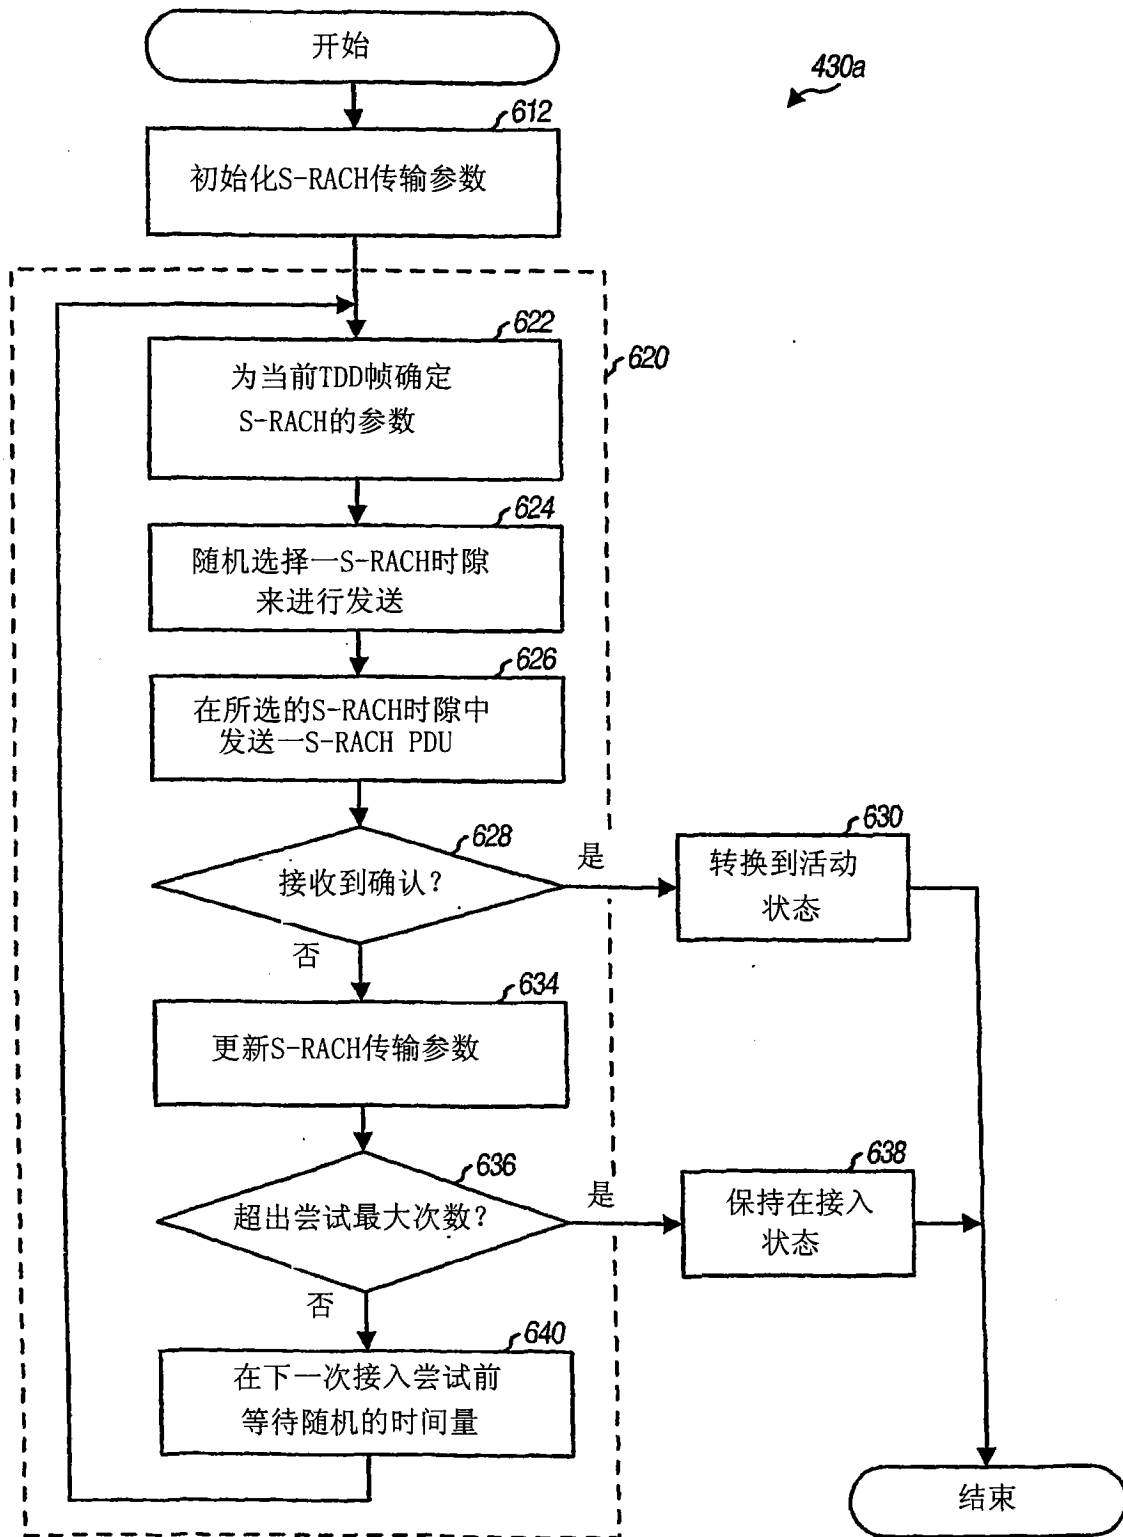 开始
430a
612
初始化S-RACH传输参数
622
620
为当前TDD帧确定
S-RACH的参数
624
随机选择一S-RACH时隙
来进行发送
626
在所选的S-RACH时隙中
发送一S-RACH PDU
628
接收到确认?
是
630
转换到活动
状态
否
634
更新S-RACH传输参数
636
超出尝试最大次数?
是
638
保持在接入
状态
否
640
在下一次接入尝试前
等待随机的时间量
结束